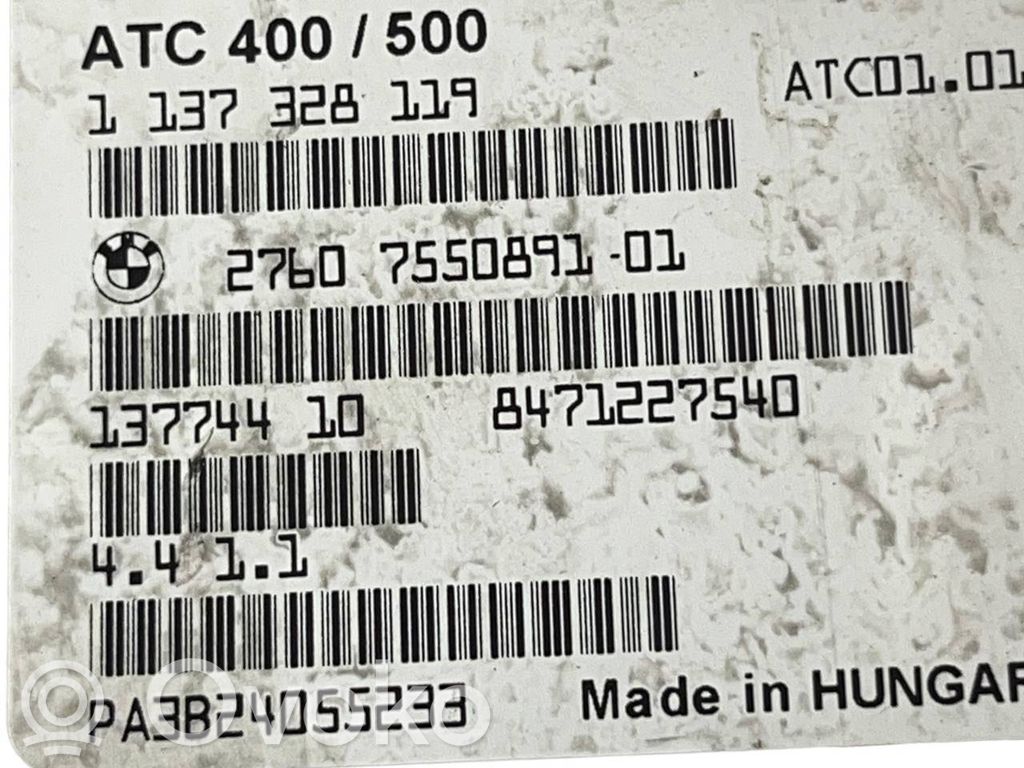 ATC 400 / 500
1 137 328 119
ATC01.01
2760 7550891-01
137744 10 8471227540
4.4 1.1
PA3B24055233
Made in HUNGAR
OVOKO